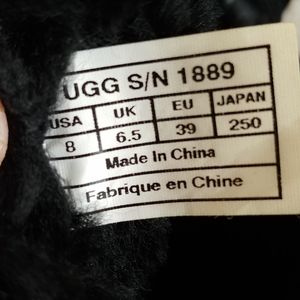 UGG S/N 1889
USA UK EU JAPAN
8 6.5 39 250
Made In China
Fabrique en Chine